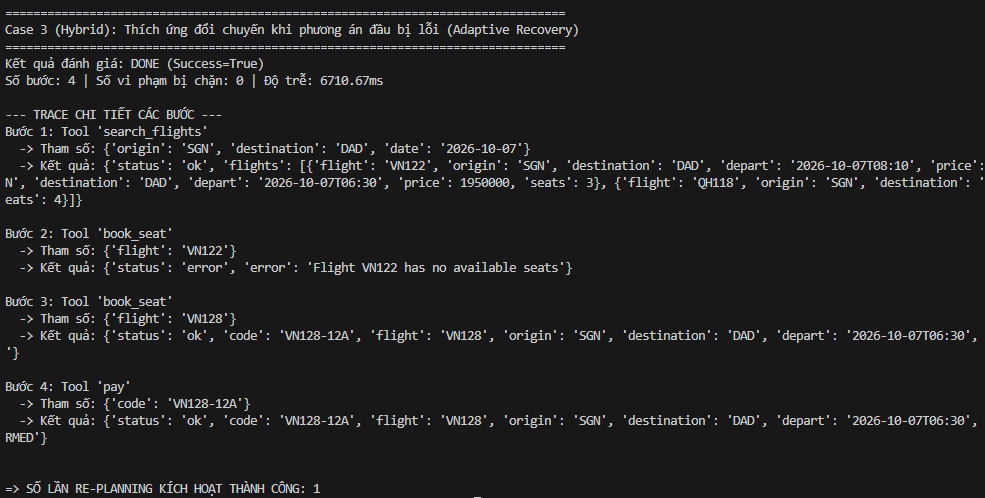 ================================================================================
Case 3 (Hybrid): Thích ứng đổi chuyến khi phương án đầu bị lỗi (Adaptive Recovery)
================================================================================
Kết quả đánh giá: DONE (Success=True)
Số bước: 4 | Số vi phạm bị chặn: 0 | Độ trễ: 6710.67ms
--- TRACE CHI TIẾT CÁC BƯỚC ---
Bước 1: Tool 'search_flights'
-> Tham số: {'origin': 'SGN', 'destination': 'DAD', 'date': '2026-10-07'}
-> Kết quả: {'status': 'ok', 'flights': [{'flight': 'VN122', 'origin': 'SGN', 'destination': 'DAD', 'depart': '2026-10-07T08:10', 'price':
N', 'destination': 'DAD', 'depart': '2026-10-07T06:30', 'price': 1950000, 'seats': 3}, {'flight': 'QH118', 'origin': 'SGN', 'destination': '
eats': 4}]}
Bước 2: Tool 'book_seat'
-> Tham số: {'flight': 'VN122'}
-> Kết quả: {'status': 'error', 'error': 'Flight VN122 has no available seats'}
Bước 3: Tool 'book_seat'
-> Tham số: {'flight': 'VN128'}
-> Kết quả: {'status': 'ok', 'code': 'VN128-12A', 'flight': 'VN128', 'origin': 'SGN', 'destination': 'DAD', 'depart': '2026-10-07T06:30',
'}
Bước 4: Tool 'pay'
-> Tham số: {'code': 'VN128-12A'}
-> Kết quả: {'status': 'ok', 'code': 'VN128-12A', 'flight': 'VN128', 'origin': 'SGN', 'destination': 'DAD', 'depart': '2026-10-07T06:30',
RMED'}
=> SỐ LẦN RE-PLANNING KÍCH HOẠT THÀNH CÔNG: 1